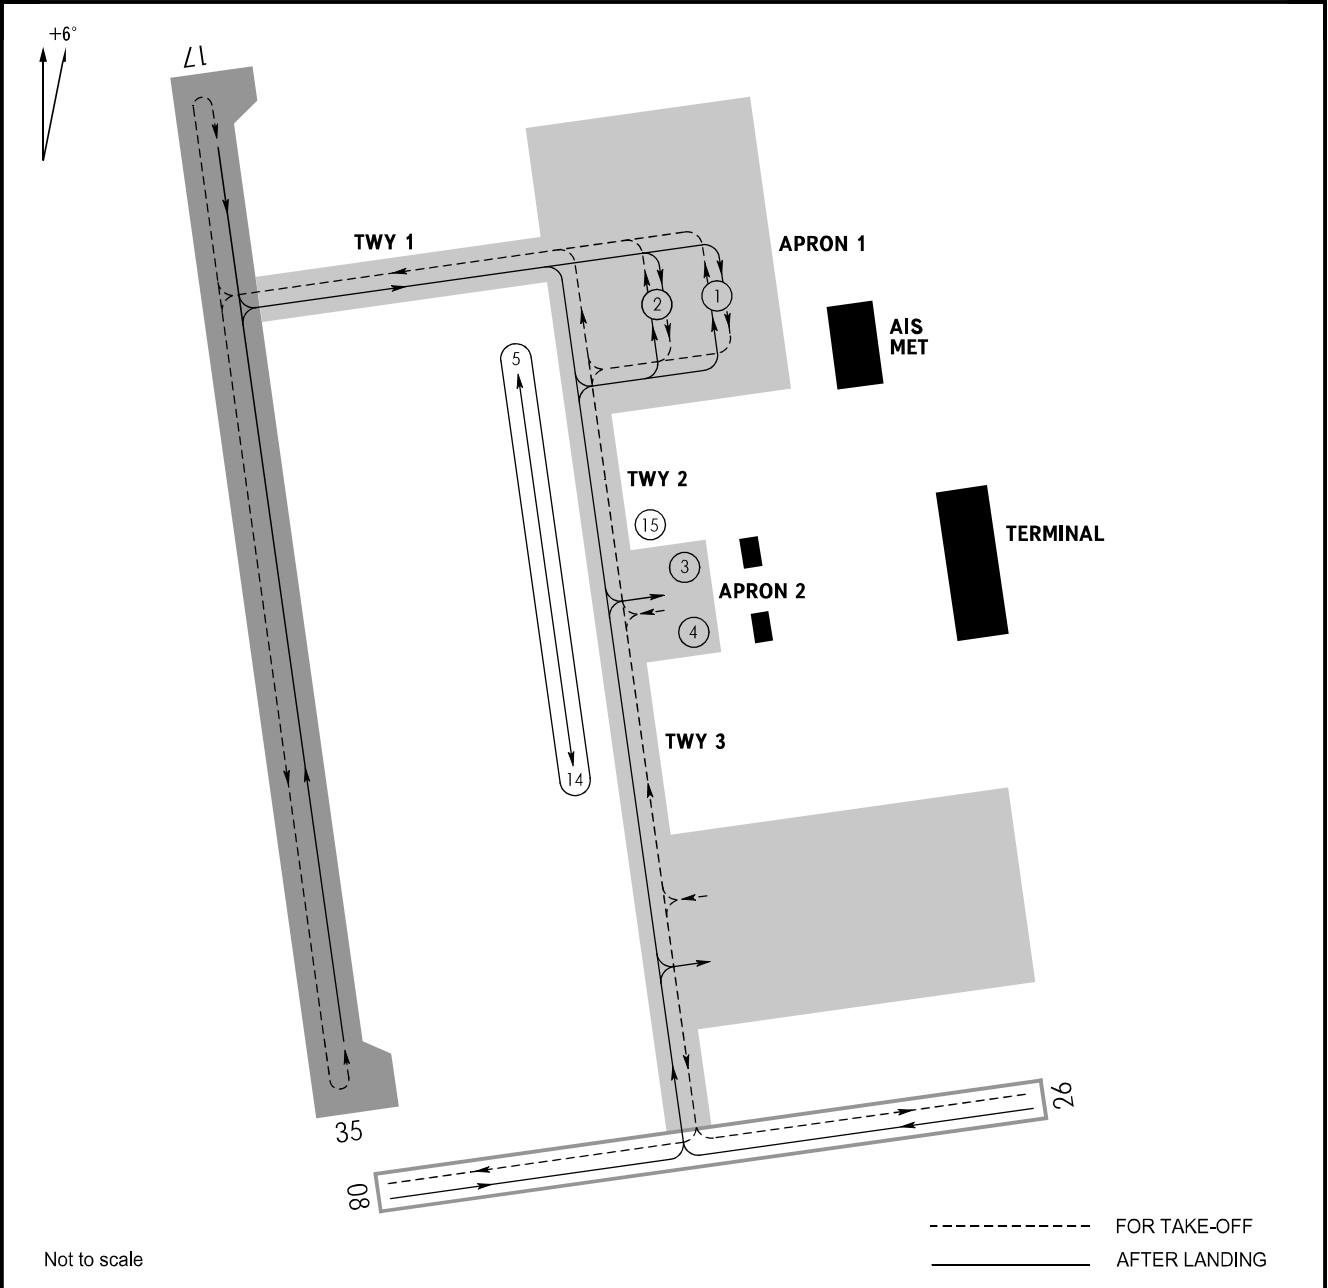 +6°
17
TWY 1
APRON 1
1
2
AIS
MET
5
TWY 2
15
TERMINAL
3
APRON 2
4
TWY 3
14
26
35
08
FOR TAKE-OFF
Not to scale
AFTER LANDING